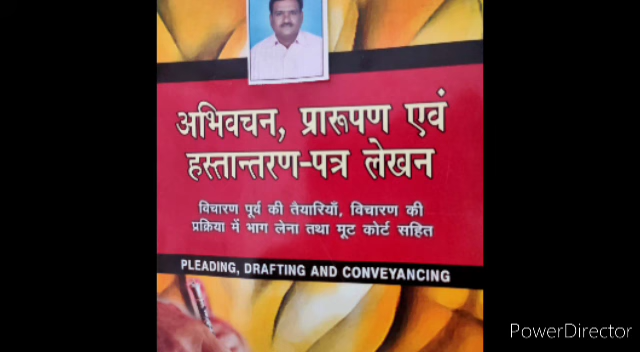 अभिवचन, प्रारूपण एवं
हस्तान्तरण-पत्र लेखन
विचारण पूर्व की तैयारियाँ, विचारण की
प्रक्रिया में भाग लेना तथा मूट कोर्ट सहित
PLEADING, DRAFTING AND CONVEYANCING
PowerDirector